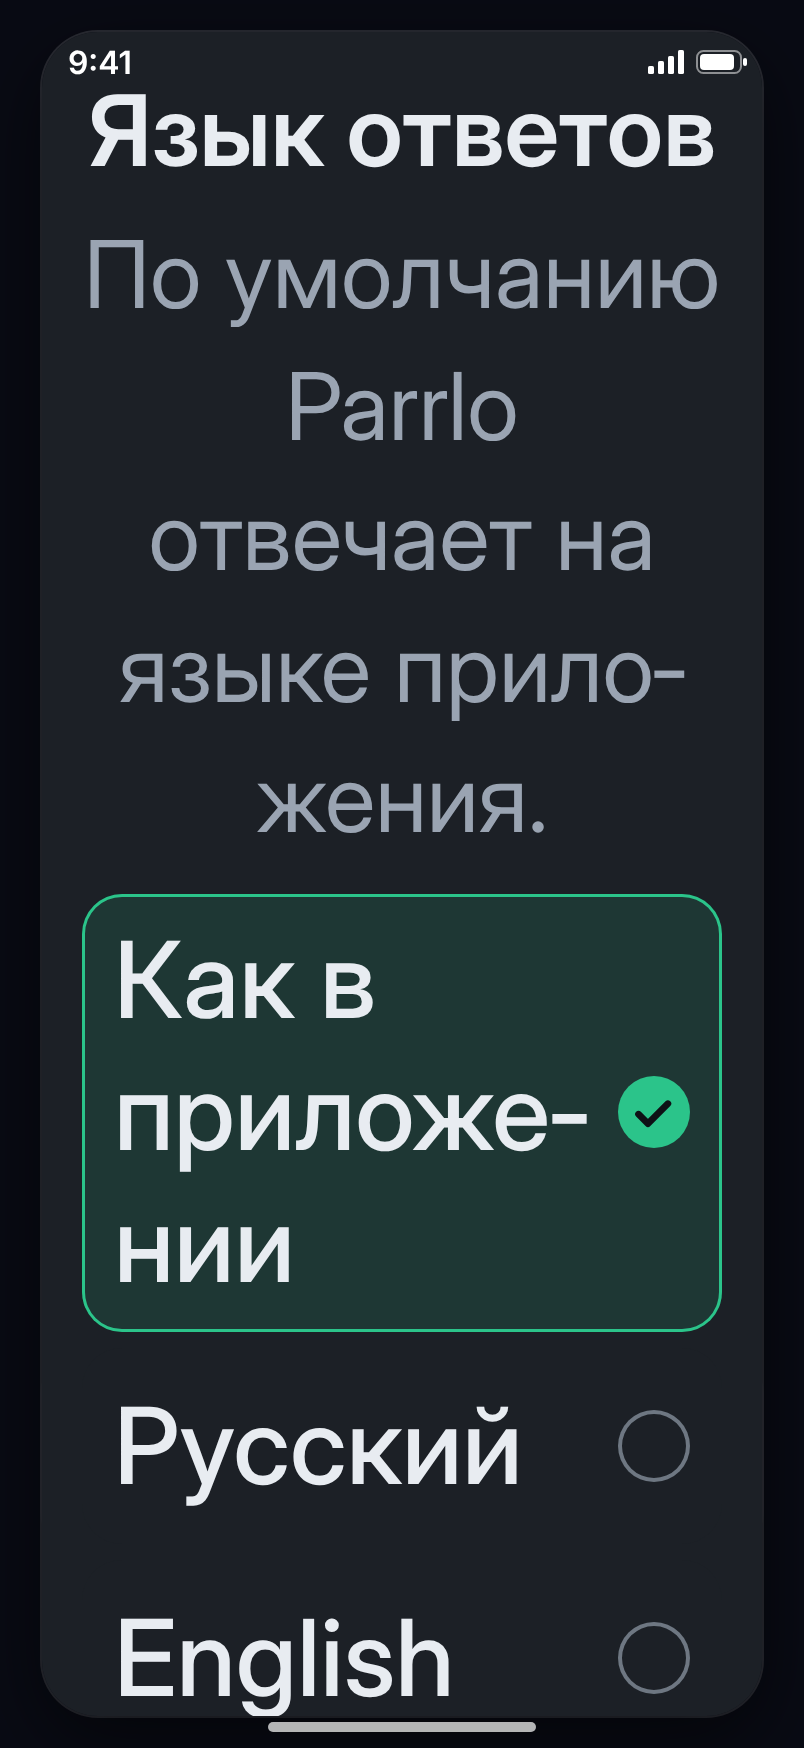 9:41
Язык ответов
По умолчанию
Parrlo
отвечает на
языке прило-
жения.
Как в
приложе-
нии
Русский
English